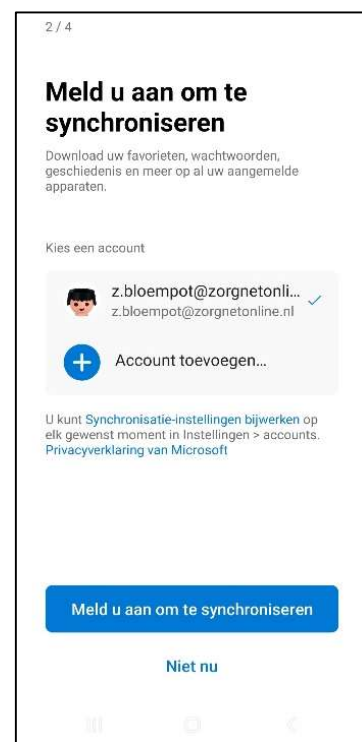 2 / 4
Meld u aan om te
synchroniseren
Download uw favorieten, wachtwoorden,
geschiedenis en meer op al uw aangemelde
apparaten.
Kies een account
z.bloempot@zorgnetonli...
z.bloempot@zorgnetonline.nl
Account toevoegen...
U kunt Synchronisatie-instellingen bijwerken op
elk gewenst moment in Instellingen > accounts.
Privacyverklaring van Microsoft
Meld u aan om te synchroniseren
Niet nu